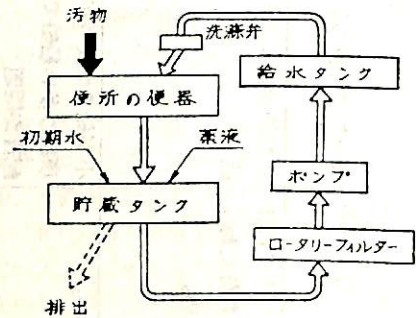 汚物
洗滌弁
便所の便器
給水タンク
初期水
薬液
ポンプ
貯蔵タンク
ロータリーフィルター
排出